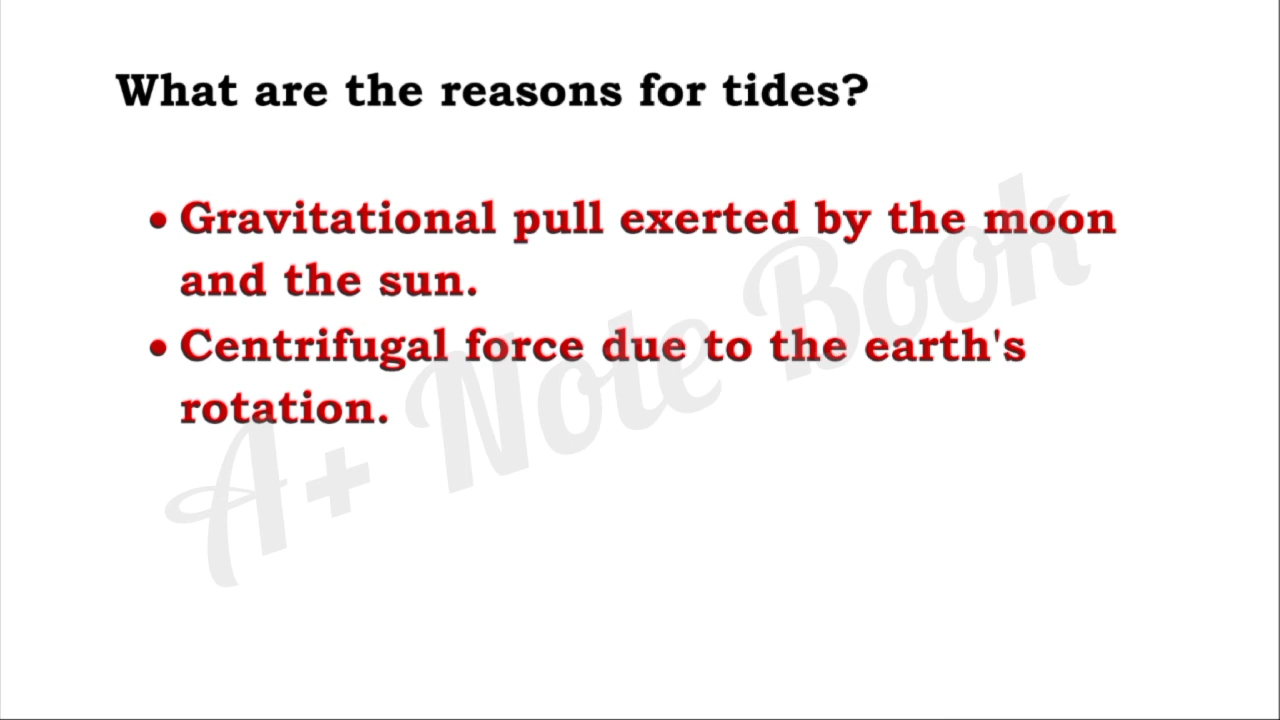 What are the reasons for tides?
• Gravitational pull exerted by the moon
and the sun.
• Centrifugal force due to the earth's
rotation.
A+ Note Book